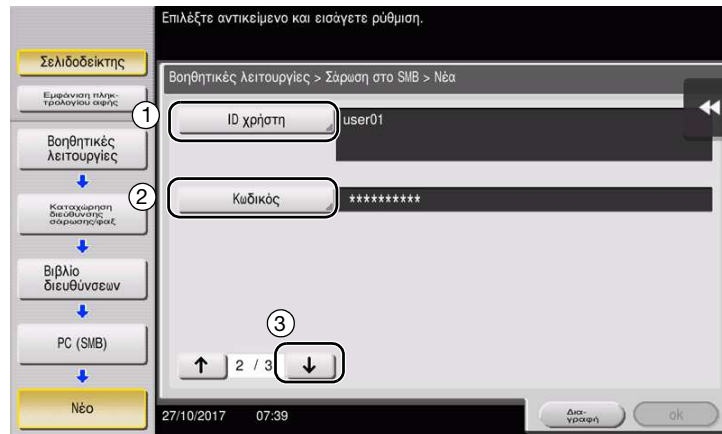 Επιλέξτε αντικείμενο και εισάγετε ρύθμιση.
Σελιδοδείκτης
Εμφάνιση πληκ-
τρολογίου αφής
Βοηθητικές
λειτουργίες
Καταχώρηση
διεύθυνσης
σάρωσης/φαξ
Βιβλίο
διευθύνσεων
PC (SMB)
Νέο
Βοηθητικές λειτουργίες > Σάρωση στο SMB > Νέα
1
ID χρήστη
user01
2
Κωδικός
**********
3
↑ 2 / 3 ↓
27/10/2017 07:39
Δια-
γραφή
ok